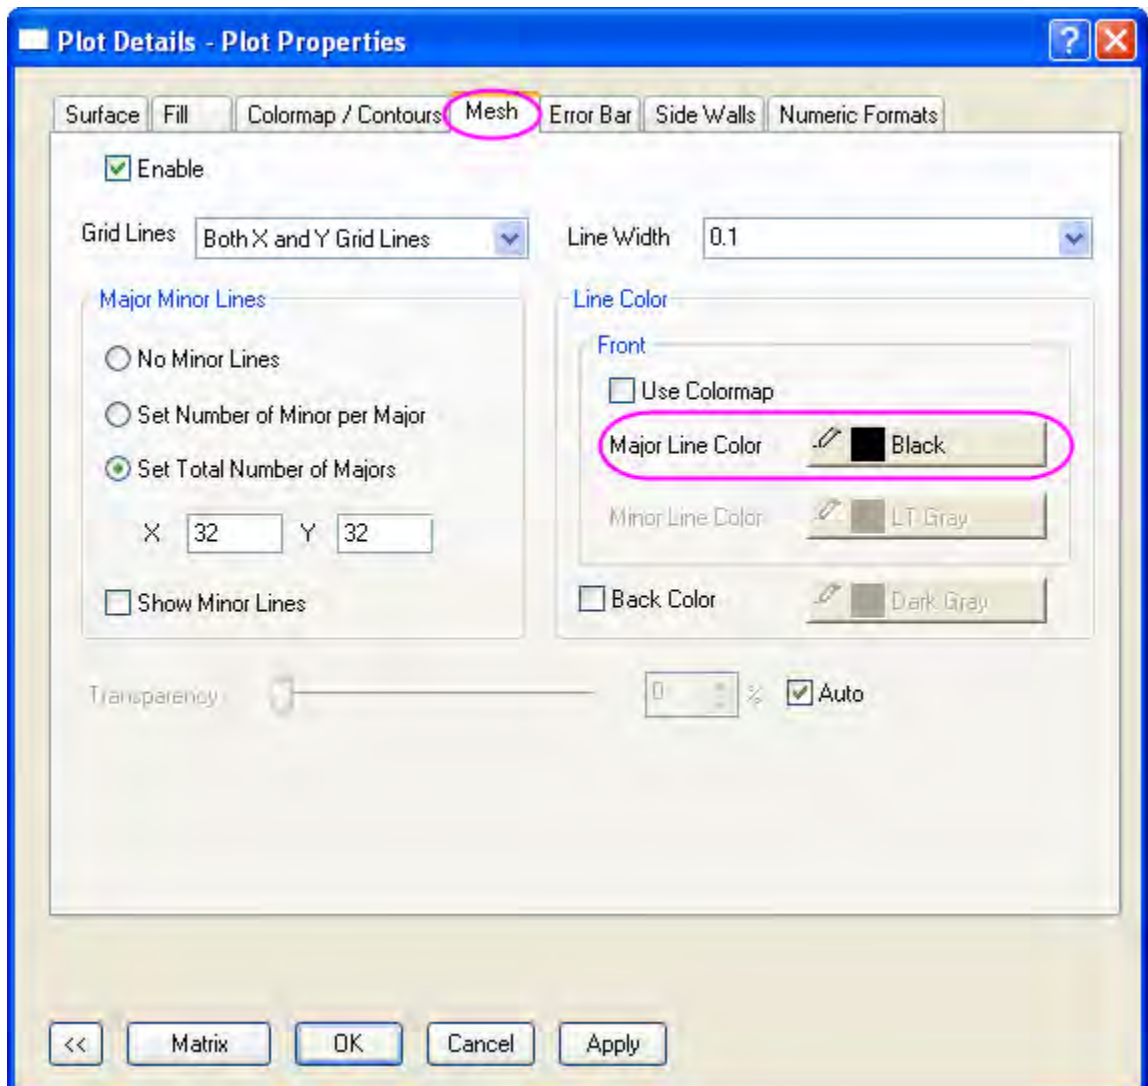 Plot Details - Plot Properties
?
Surface Fill Colormap / Contours Mesh Error Bar Side Walls Numeric Formats
Enable
Grid Lines Both X and Y Grid Lines Line Width 0.1
Major Minor Lines
No Minor Lines
Set Number of Minor per Major
Set Total Number of Majors
X 32 Y 32
Show Minor Lines
Line Color
Front
Use Colormap
Major Line Color Black
Minor Line Color LT Gray
Back Color Dark Gray
Transparency 0 % Auto
<< Matrix OK Cancel Apply